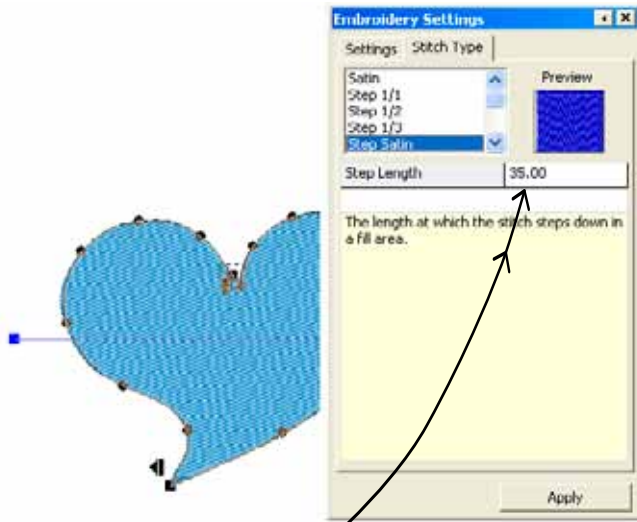 Embroidery Settings
Settings
Stitch Type
Satin
Step 1/1
Step 1/2
Step 1/3
Step Satin
Preview
Step Length
35.00
The length at which the stitch steps down in
a fill area.
Apply